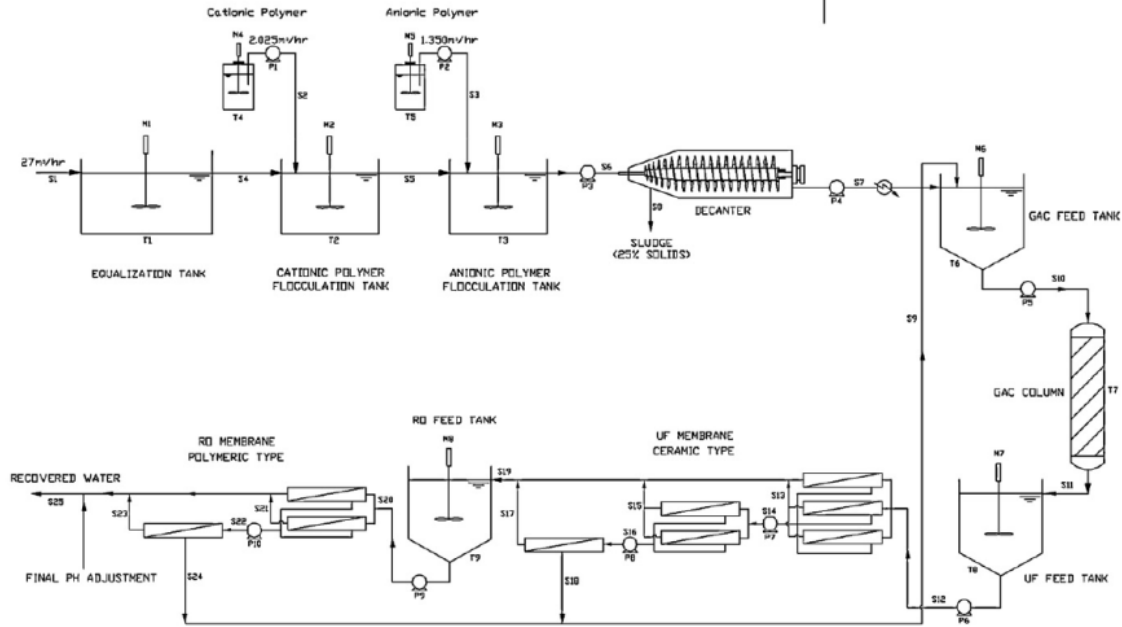 Cationic Polymer
Anionic Polymer
M4
2.025m³/hr
P1
M5
1.350m³/hr
P2
T4
S2
T5
S3
M1
M2
M3
M6
27m³/hr
S1
S4
S5
P3
S6
S8
DECANTER
P4
S7
GAC FEED TANK
T1
T2
T3
T6
SLUDGE
(25% SOLIDS)
EQUALIZATION TANK
CATIONIC POLYMER
FLOCCULATION TANK
ANIONIC POLYMER
FLOCCULATION TANK
P5
S10
S9
GAC COLUMN
T7
RO FEED TANK
M8
RO MEMBRANE
POLYMERIC TYPE
UF MEMBRANE
CERAMIC TYPE
M7
RECOVERED WATER
S25
S23
S21
S20
S19
S17
S15
S13
S11
S22
P10
S16
P8
S14
P7
FINAL PH ADJUSTMENT
S24
P9
T9
S18
S12
P6
T8
UF FEED TANK